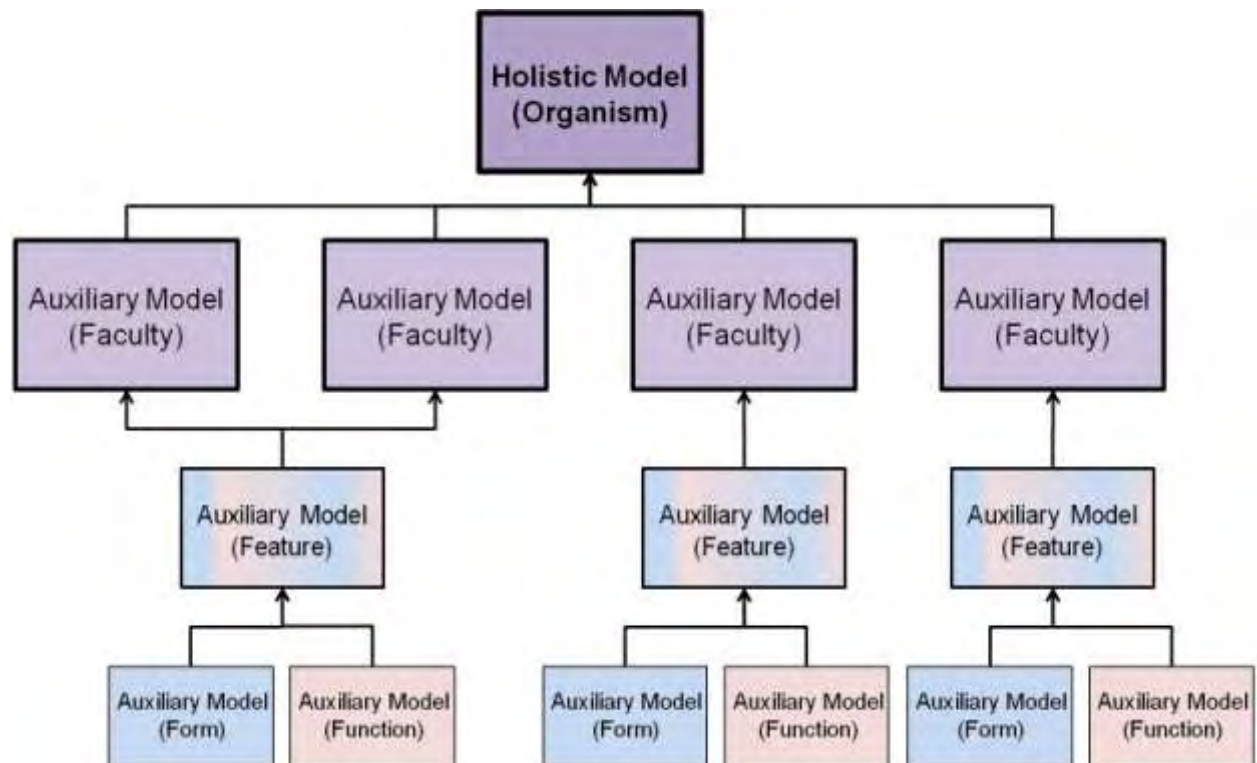 Holistic Model
(Organism)
Auxiliary Model
(Faculty)
Auxiliary Model
(Faculty)
Auxiliary Model
(Faculty)
Auxiliary Model
(Faculty)
Auxiliary Model
(Feature)
Auxiliary Model
(Feature)
Auxiliary Model
(Feature)
Auxiliary Model
(Form)
Auxiliary Model
(Function)
Auxiliary Model
(Form)
Auxiliary Model
(Function)
Auxiliary Model
(Form)
Auxiliary Model
(Function)